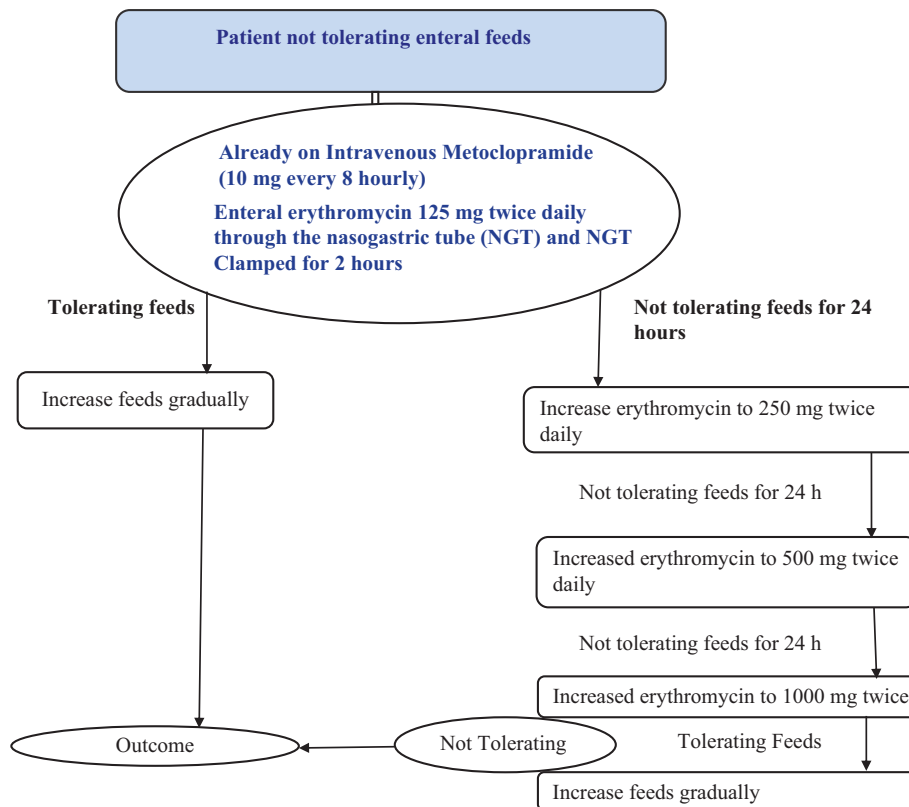 Patient not tolerating enteral feeds
Already on Intravenous Metoclopramide
(10 mg every 8 hourly)
Enteral erythromycin 125 mg twice daily
through the nasogastric tube (NGT) and NGT
Clamped for 2 hours
Tolerating feeds
Not tolerating feeds for 24
hours
Increase feeds gradually
Increase erythromycin to 250 mg twice
daily
Not tolerating feeds for 24 h
Increased erythromycin to 500 mg twice
daily
Not tolerating feeds for 24 h
Increased erythromycin to 1000 mg twice
Outcome
Not Tolerating
Tolerating Feeds
Increase feeds gradually